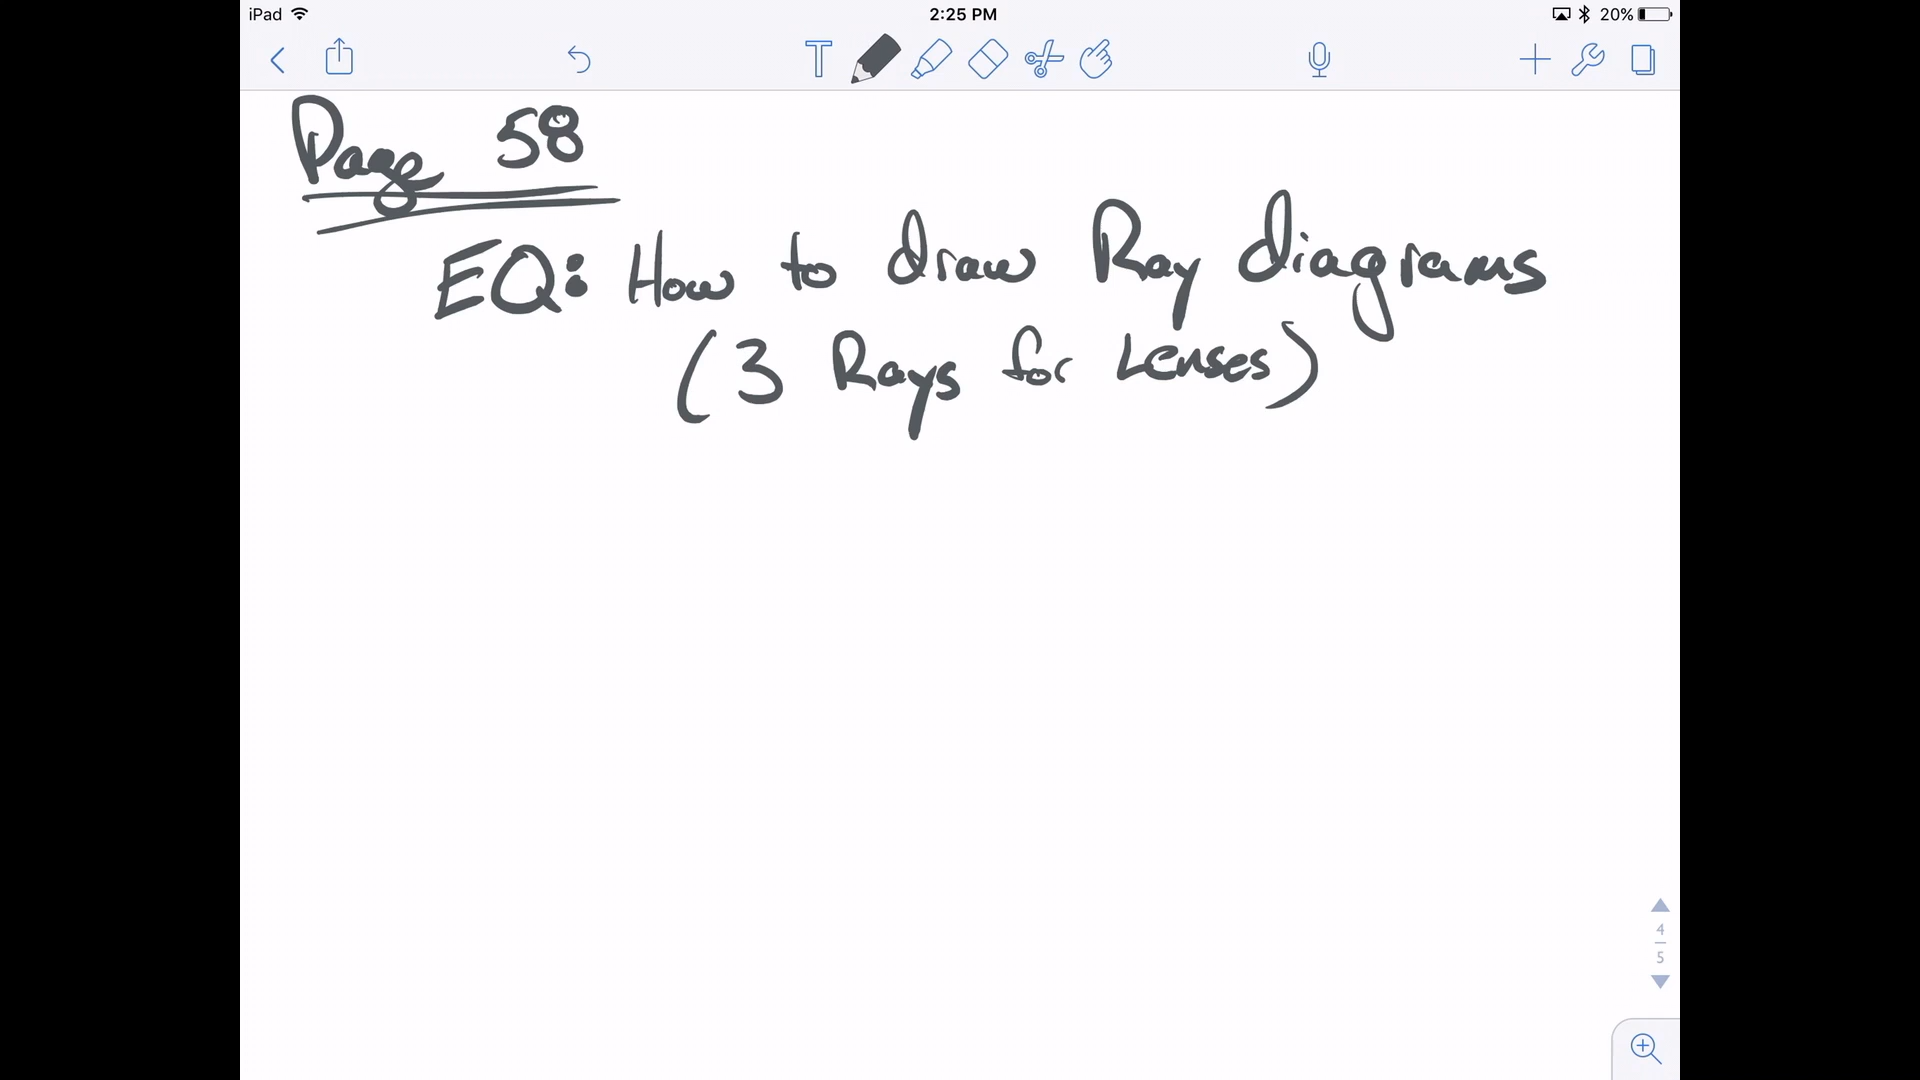 iPad 2:25 PM 20%
T
Page 58
EQ: How to draw Ray diagrams
(3 Rays for Lenses)
4
5